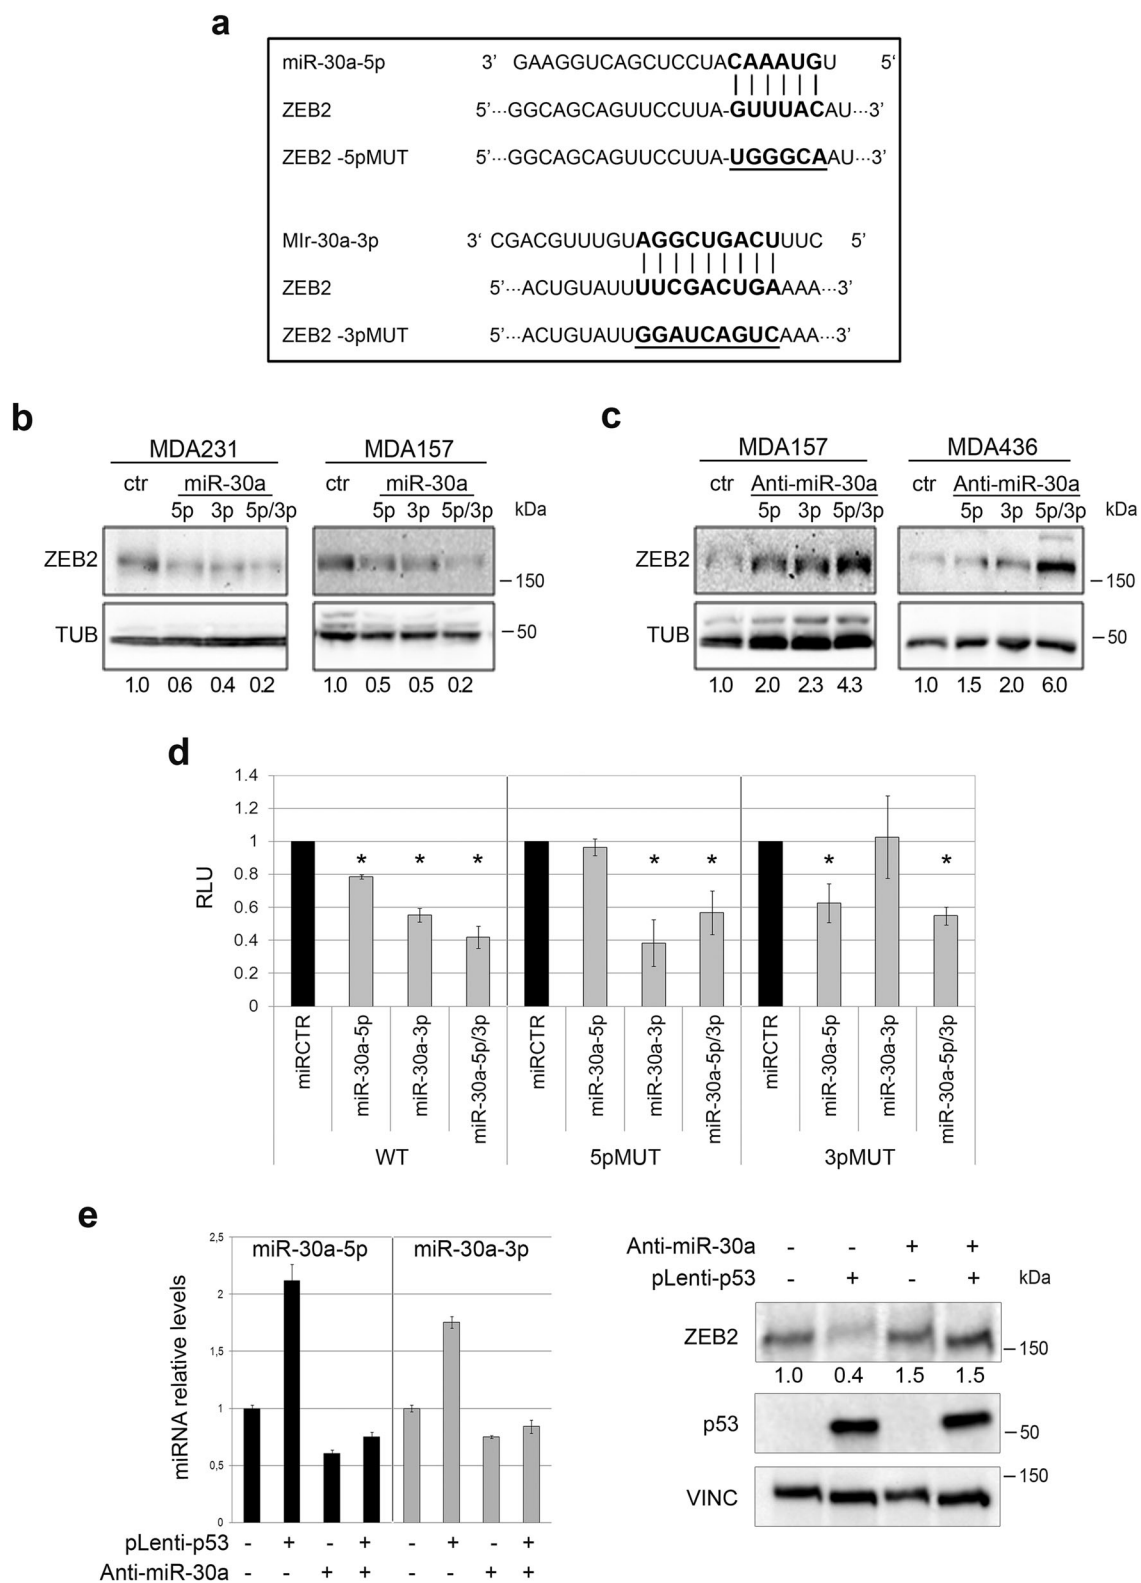 a
miR-30a-5p 3’ GAAGGUCAGCUCCUACAAAUGU 5‘
ZEB2 5’···GGCAGCAGUUCCUUA-GUUUACAU···3’
ZEB2 -5pMUT 5’···GGCAGCAGUUCCUUA-UGGGCAAU···3’
MIr-30a-3p 3‘ CGACGUUUGUAGGCUGACUUUC 5’
ZEB2 5’···ACUGUAUUUUCGACUGAAAA···3’
ZEB2 -3pMUT 5’···ACUGUAUUGGAUCAGUCAAA···3’
b
MDA231 MDA157
ctr miR-30a ctr miR-30a
5p 3p 5p/3p 5p 3p 5p/3p kDa
ZEB2 150
TUB 50
1.0 0.6 0.4 0.2 1.0 0.5 0.5 0.2
c
MDA157 MDA436
ctr Anti-miR-30a ctr Anti-miR-30a
5p 3p 5p/3p 5p 3p 5p/3p kDa
ZEB2 150
TUB 50
1.0 2.0 2.3 4.3 1.0 1.5 2.0 6.0
d
RLU
1.4
1.2
1
0.8
0.6
0.4
0.2
0
* * * * * * *
miRCTR miR-30a-5p miR-30a-3p miR-30a-5p/3p miRCTR miR-30a-5p miR-30a-3p miR-30a-5p/3p miRCTR miR-30a-5p miR-30a-3p miR-30a-5p/3p
WT 5pMUT 3pMUT
e
miRNA relative levels
2,5
2
1,5
1
0,5
0
miR-30a-5p miR-30a-3p
pLenti-p53 - + - + - + - +
Anti-miR-30a - - + + - - + +
Anti-miR-30a - - + +
pLenti-p53 - + - + kDa
ZEB2 150
1.0 0.4 1.5 1.5
p53 50
150
VINC